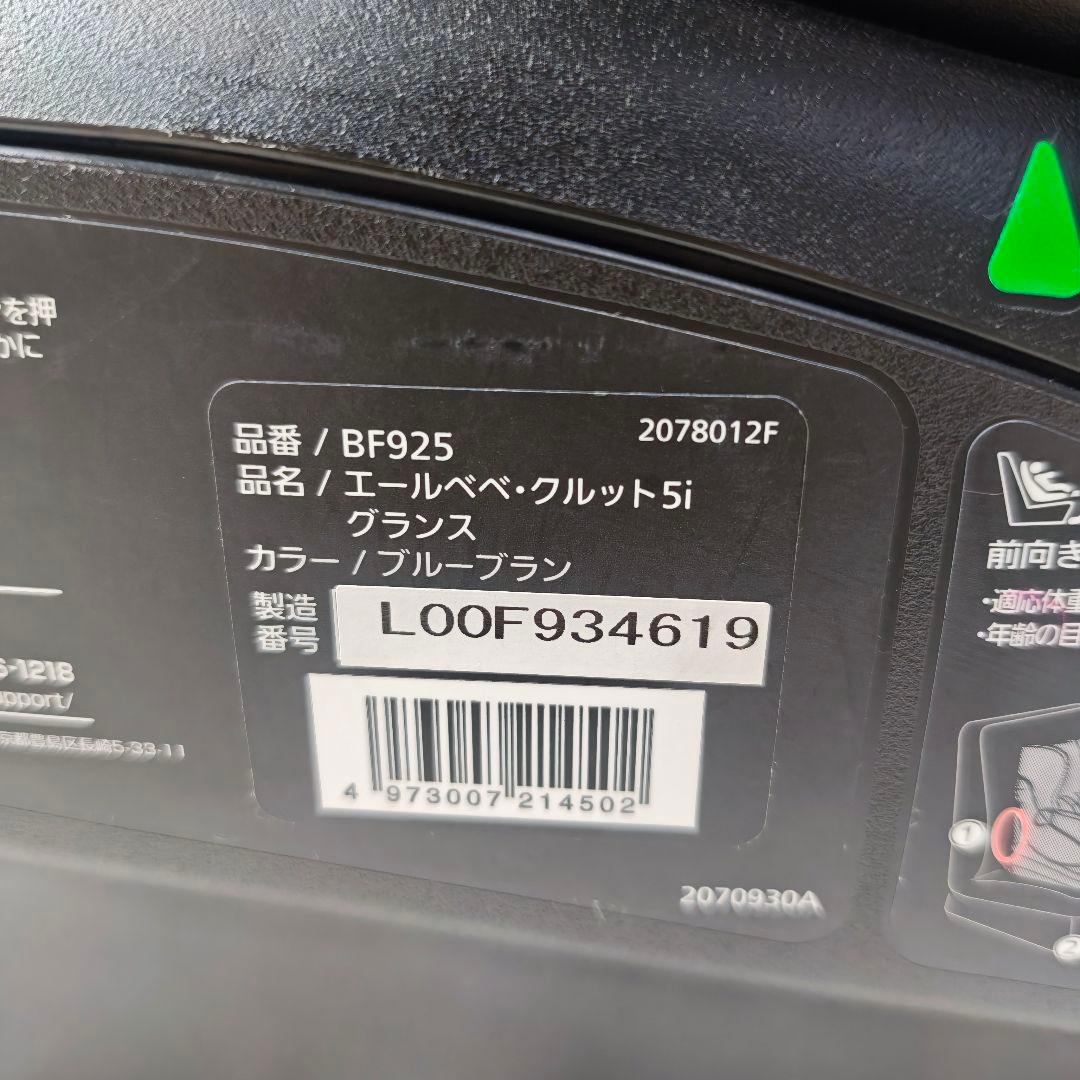 を押
かに
品番 / BF925
2078012F
品名 / エールベベ・クルット5i
グランス
カラー / ブルーブラン
製造
番号
L00F934619
4 973007 214502
2070930A
6-1218
upport/
京都豊島区長崎5-33-11
前向き
・適応体重
・年齢の目
1
2